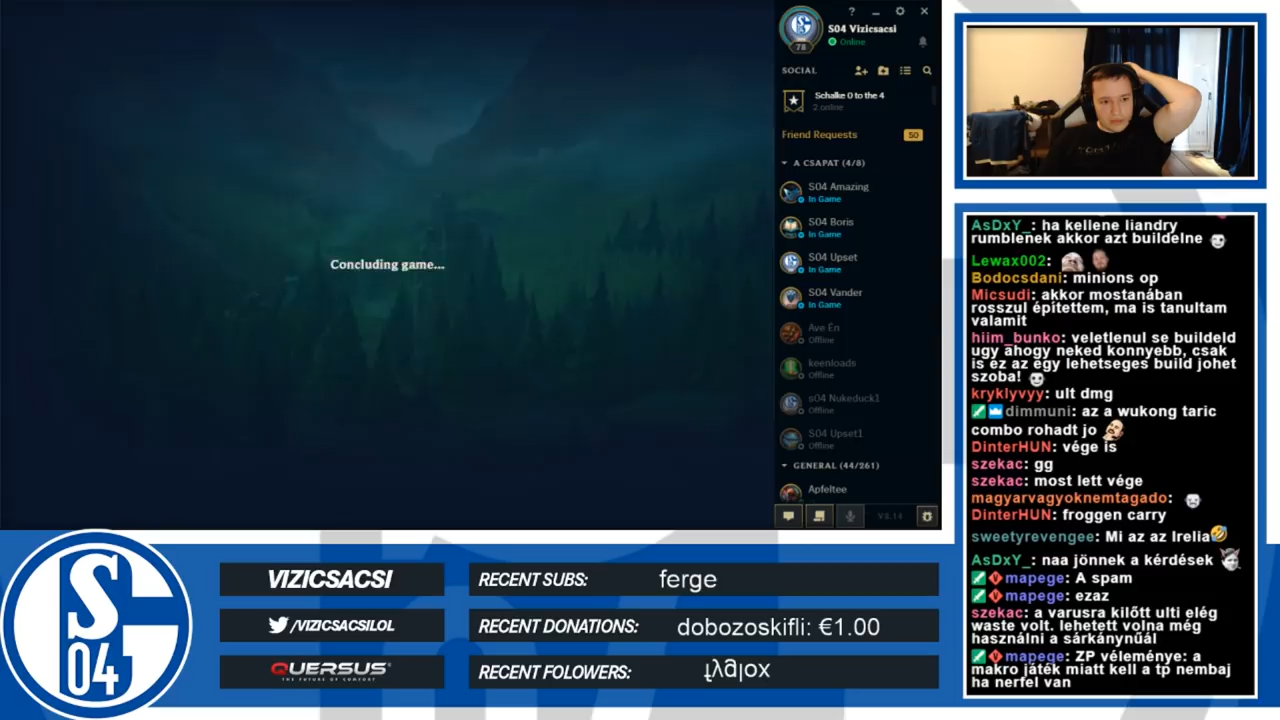 Concluding game...
?
S04 Vizicsacsi
Online
78
SOCIAL
Schalke 0 to the 4
2 online
Friend Requests
50
A CSAPAT (4/8)
S04 Amazing
In Game
S04 Boris
In Game
S04 Upset
In Game
S04 Vander
In Game
Ave Én
Offline
keenloads
Offline
s04 Nukeduck1
Offline
S04 Upset1
Offline
GENERAL (44/261)
Apfeltee
V8.14
AsDxY_: ha kellene liandry
rumblenek akkor azt buildelne
Lewax002:
Bodocsdani: minions op
Micsudi: akkor mostanában
rosszul építettem, ma is tanultam
valamit
hiim_bunko: veletlenul se buildeld
ugy ahogy neked konnyebb, csak
is ez az egy lehetseges build johet
szoba!
kryklyvyy: ult dmg
dimmuni: az a wukong taric
combo rohadt jo
DinterHUN: vége is
szekac: gg
szekac: most lett vége
magyarvagyoknemtagado:
DinterHUN: froggen carry
sweetyrevengee: Mi az az Irelia
AsDxY_: naa jönnek a kérdések
mapege: A spam
mapege: ezaz
szekac: a varusra kilőtt ulti elég
waste volt. lehetett volna még
használni a sárkánynűál
mapege: ZP véleménye: a
makro játék miatt kell a tp nembaj
ha nerfel van
S
04
VIZICSACSI
/VIZICSACSILOL
QUERSUS
THE FUTURE OF COMFORT
RECENT SUBS: ferge
RECENT DONATIONS: dobozoskifli: €1.00
RECENT FOLOWERS: